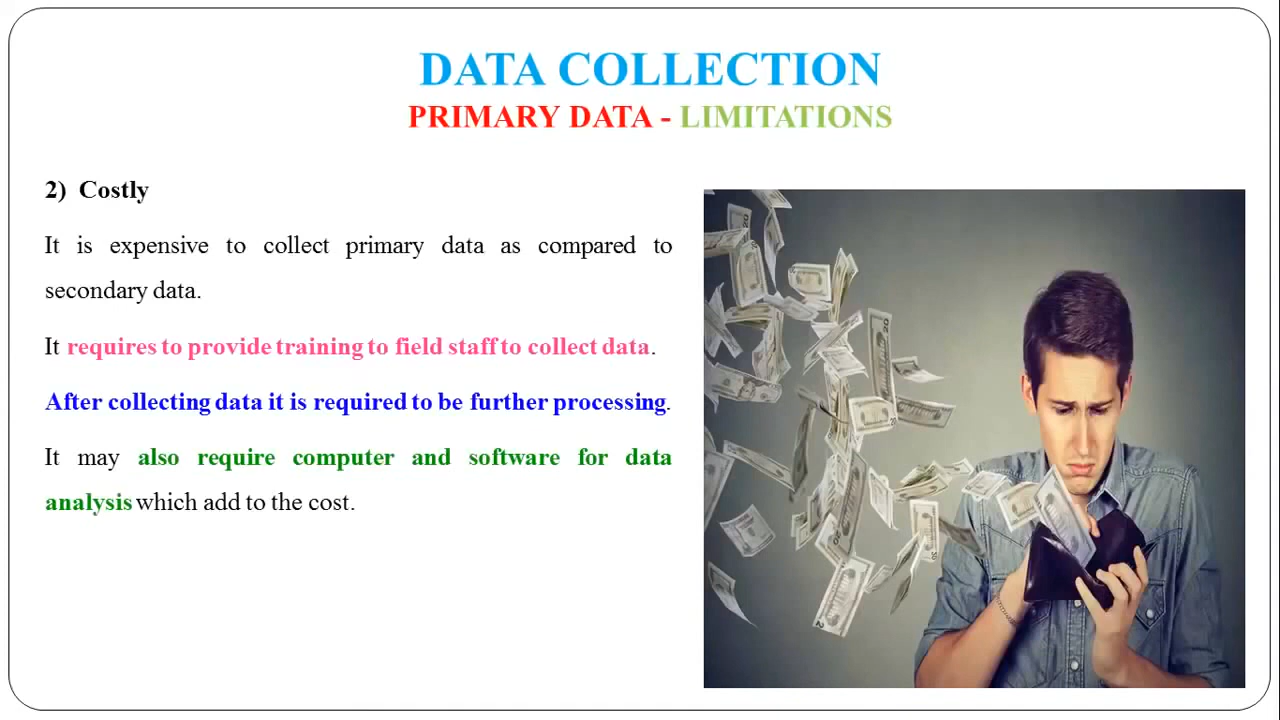 DATA COLLECTION
PRIMARY DATA - LIMITATIONS
2) Costly
It is expensive to collect primary data as compared to
secondary data.
It requires to provide training to field staff to collect data.
After collecting data it is required to be further processing.
It may also require computer and software for data
analysis which add to the cost.